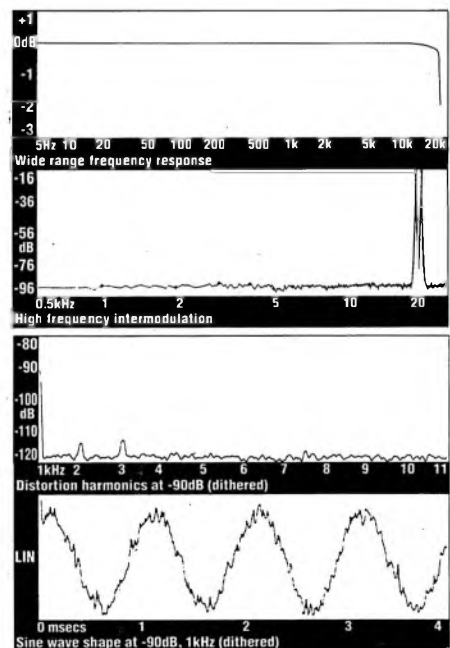 +1
0dB
-1
-2
-3
5Hz 10 20 50 100 200 500 1k 2k 5k 10k 20k
Wide range frequency response
-16
-36
-56
dB
-76
-96
0.5kHz 1 2 5 10 20
High frequency intermodulation
-80
-90
-100
dB
-110
-120
1kHz 2 3 4 5 6 7 8 9 10 11
Distortion harmonics at -90dB (dithered)
LIN
0 msecs 1 2 3 4
Sine wave shape at -90dB, 1kHz (dithered)